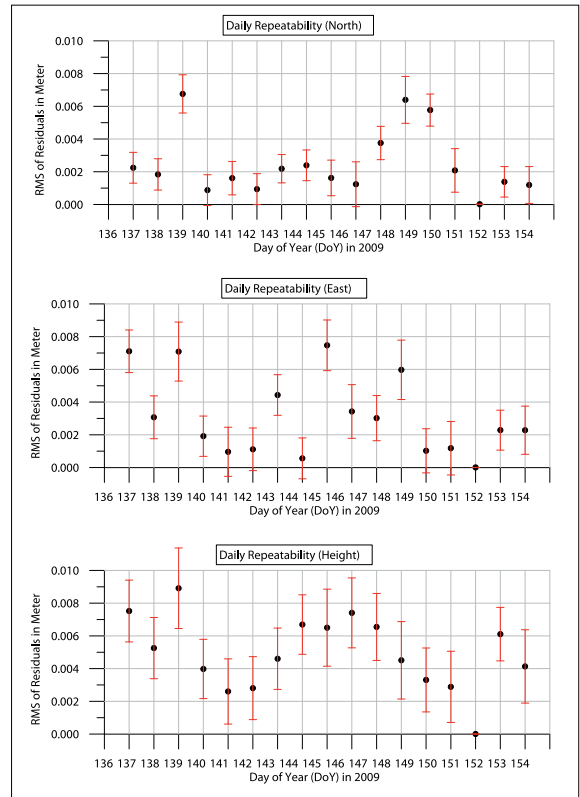 Daily Repeatability (North)
0.010
0.008
0.006
0.004
0.002
0.000
RMS of Residuals in Meter
136 137 138 139 140 141 142 143 144 145 146 147 148 149 150 151 152 153 154
Day of Year (DoY) in 2009
Daily Repeatability (East)
0.010
0.008
0.006
0.004
0.002
0.000
RMS of Residuals in Meter
136 137 138 139 140 141 142 143 144 145 146 147 148 149 150 151 152 153 154
Day of Year (DoY) in 2009
Daily Repeatability (Height)
0.010
0.008
0.006
0.004
0.002
0.000
RMS of Residuals in Meter
136 137 138 139 140 141 142 143 144 145 146 147 148 149 150 151 152 153 154
Day of Year (DoY) in 2009